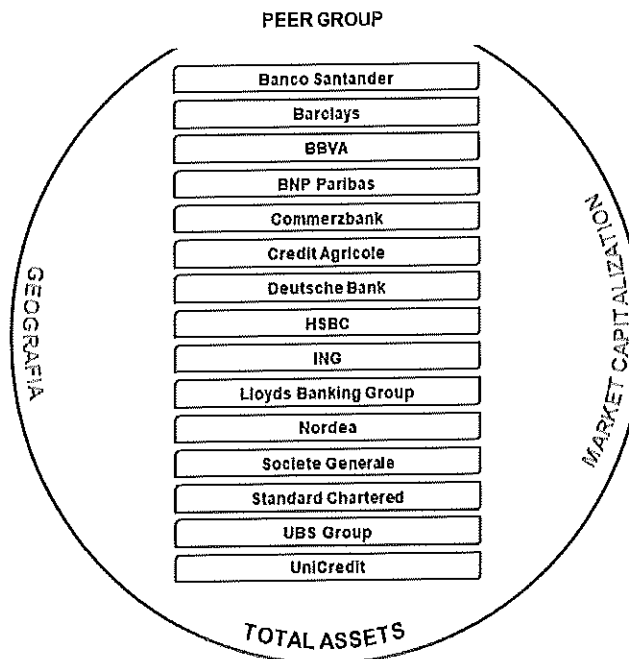 PEER GROUP
Banco Santander
Barclays
BBVA
BNP Paribas
Commerzbank
Credit Agricole
Deutsche Bank
HSBC
ING
Lloyds Banking Group
Nordea
Societe Generale
Standard Chartered
UBS Group
UniCredit
GEOGRAFIA
MARKET CAPITALIZATION
TOTAL ASSETS